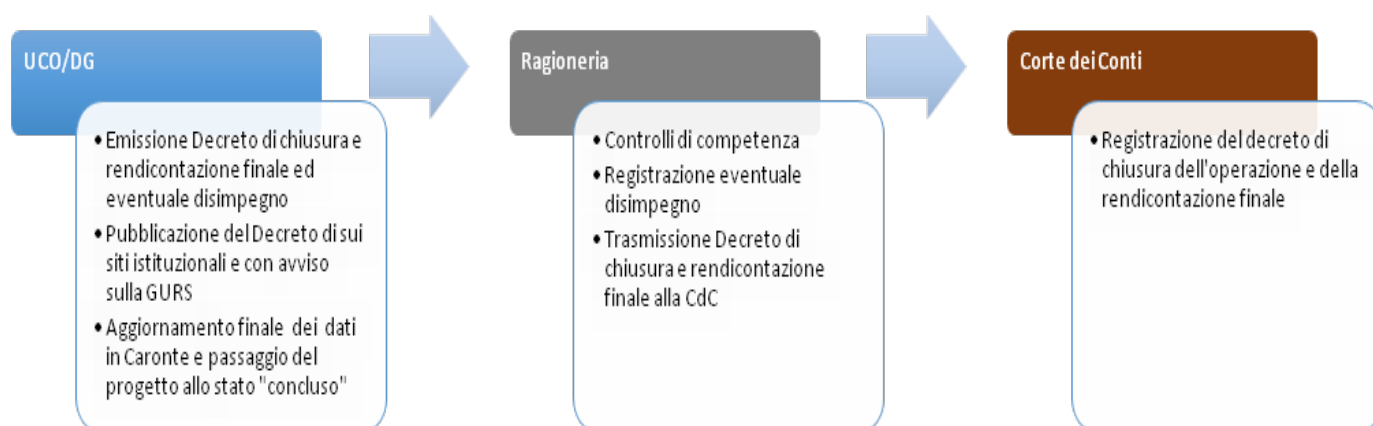 UCO/DG
• Emissione Decreto di chiusura e
rendicontazione finale ed
eventuale disimpegno
• Pubblicazione del Decreto di sui
siti istituzionali e con avviso
sulla GURS
• Aggiornamento finale dei dati
in Caronte e passaggio del
progetto allo stato "concluso"
Ragioneria
• Controlli di competenza
• Registrazione eventuale
disimpegno
• Trasmissione Decreto di
chiusura e rendicontazione
finale alla CdC
Corte dei Conti
• Registrazione del decreto di
chiusura dell'operazione e della
rendicontazione finale